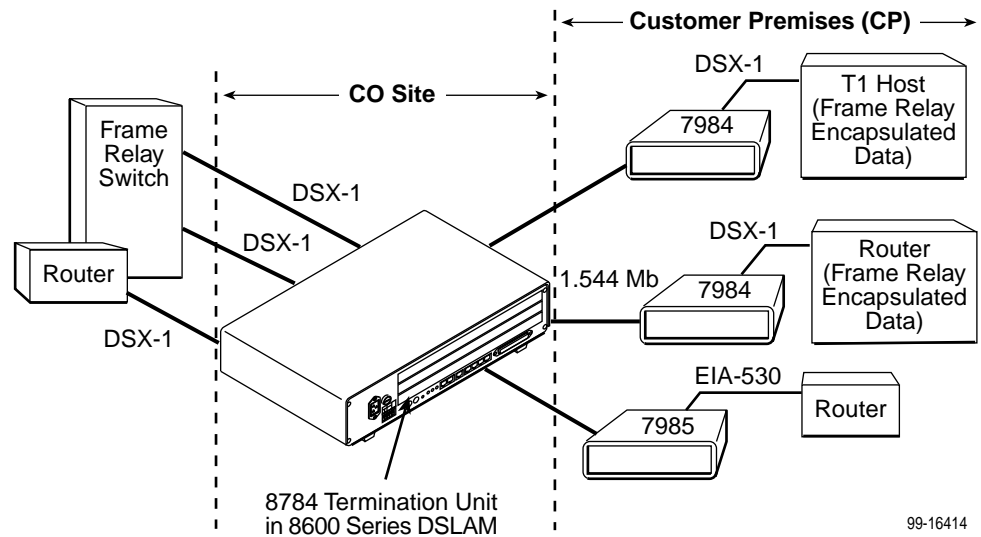 Customer Premises (CP)
CO Site
DSX-1
T1 Host
(Frame Relay
Encapsulated
Data)
7984
Frame
Relay
Switch
DSX-1
DSX-1
DSX-1
Router
(Frame Relay
Encapsulated
Data)
Router
1.544 Mb
7984
DSX-1
EIA-530
Router
7985
8784 Termination Unit
in 8600 Series DSLAM
99-16414